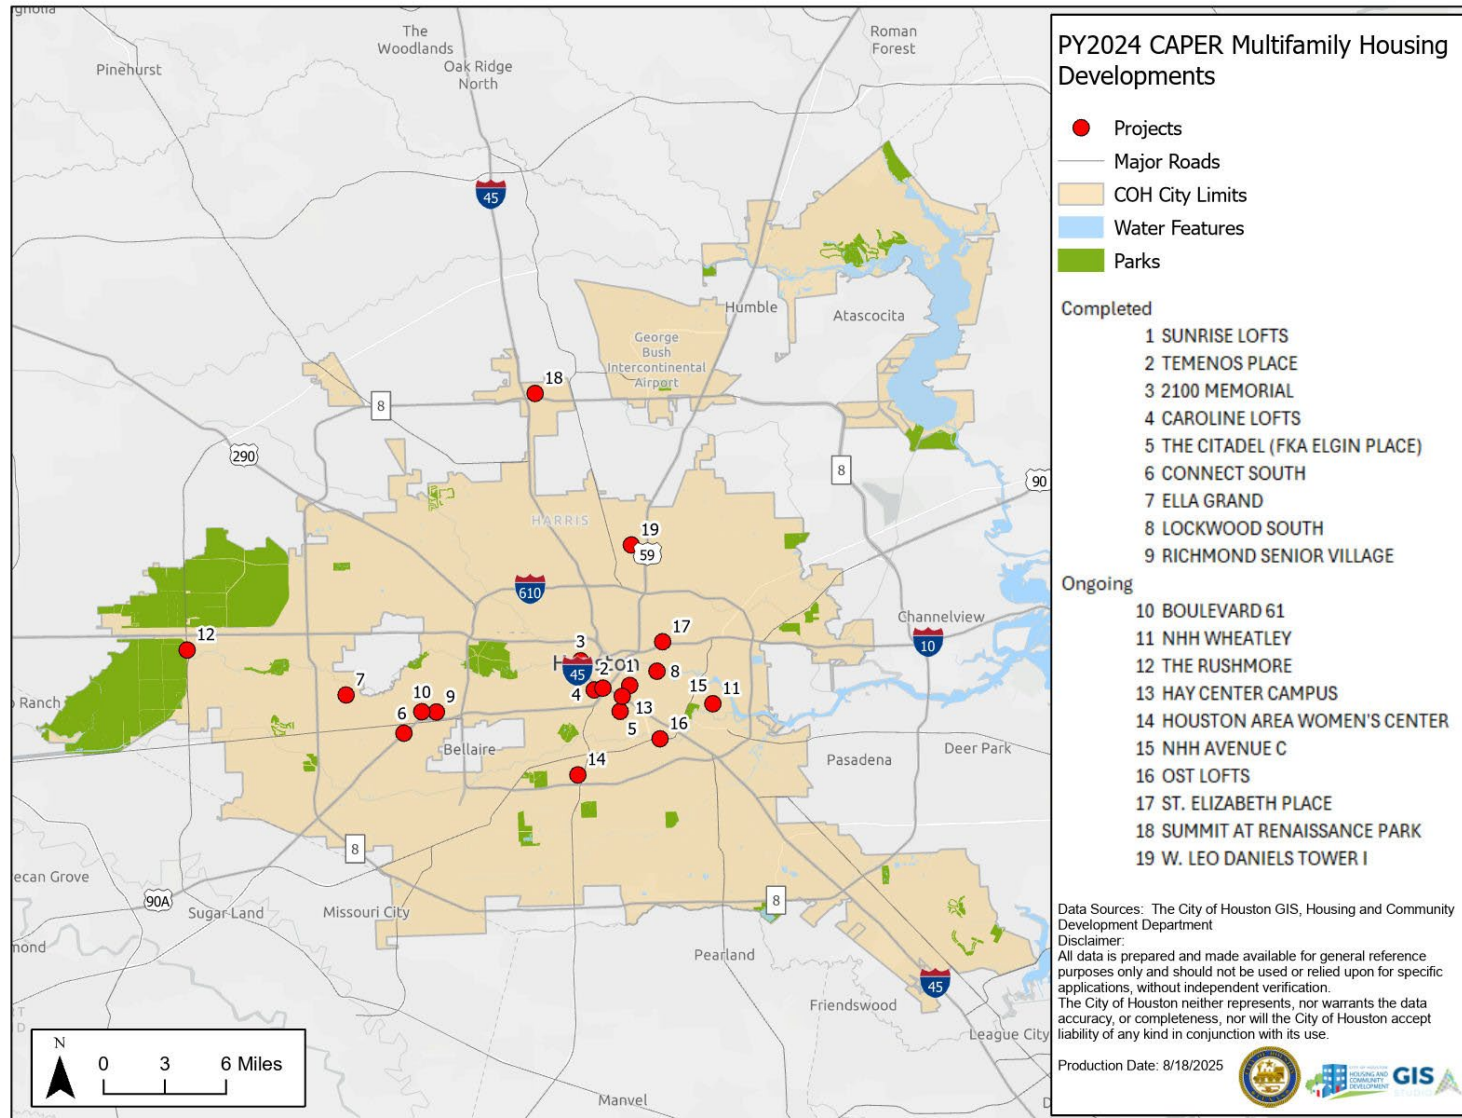 PY2024 CAPER Multifamily Housing
Developments
Projects
Major Roads
COH City Limits
Water Features
Parks
Completed
1 SUNRISE LOFTS
2 TEMENOS PLACE
3 2100 MEMORIAL
4 CAROLINE LOFTS
5 THE CITADEL (FKA ELGIN PLACE)
6 CONNECT SOUTH
7 ELLA GRAND
8 LOCKWOOD SOUTH
9 RICHMOND SENIOR VILLAGE
Ongoing
10 BOULEVARD 61
11 NHH WHEATLEY
12 THE RUSHMORE
13 HAY CENTER CAMPUS
14 HOUSTON AREA WOMEN'S CENTER
15 NHH AVENUE C
16 OST LOFTS
17 ST. ELIZABETH PLACE
18 SUMMIT AT RENAISSANCE PARK
19 W. LEO DANIELS TOWER I
Data Sources: The City of Houston GIS, Housing and Community
Development Department
Disclaimer:
All data is prepared and made available for general reference
purposes only and should not be used or relied upon for specific
applications, without independent verification.
The City of Houston neither represents, nor warrants the data
accuracy, or completeness, nor will the City of Houston accept
liability of any kind in conjunction with its use.
Production Date: 8/18/2025
HOUSING AND
COMMUNITY
DEVELOPMENT
GIS
The
Woodlands
Oak Ridge
North
Roman
Forest
Pinehurst
45
Humble
Atascocita
George
Bush
Intercontinental
Airport
18
8
290
8
90
HARRIS
19
59
610
Channelview
10
12
17
3
Houston
45
2
1
8
4
7
10
9
15
11
13
6
5
16
Bellaire
14
Pasadena
Deer Park
Ranch
8
ecan Grove
90A
Sugar Land
Missouri City
8
mond
Pearland
45
Friendswood
League City
Manvel
N
0 3 6 Miles